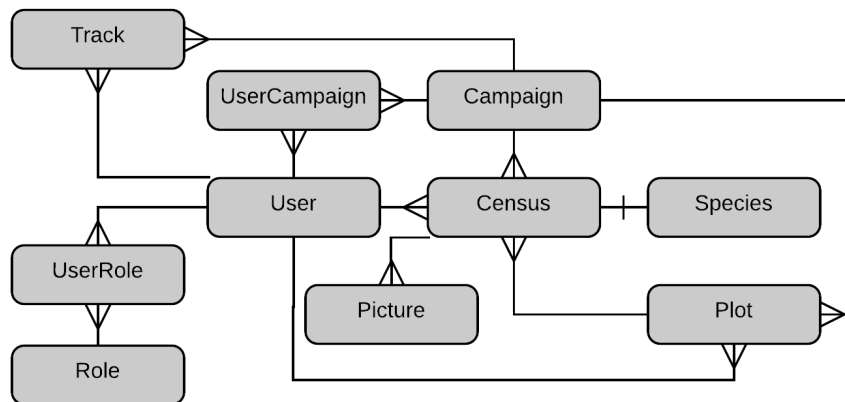 Track
UserCampaign
Campaign
User
Census
Species
UserRole
Picture
Plot
Role